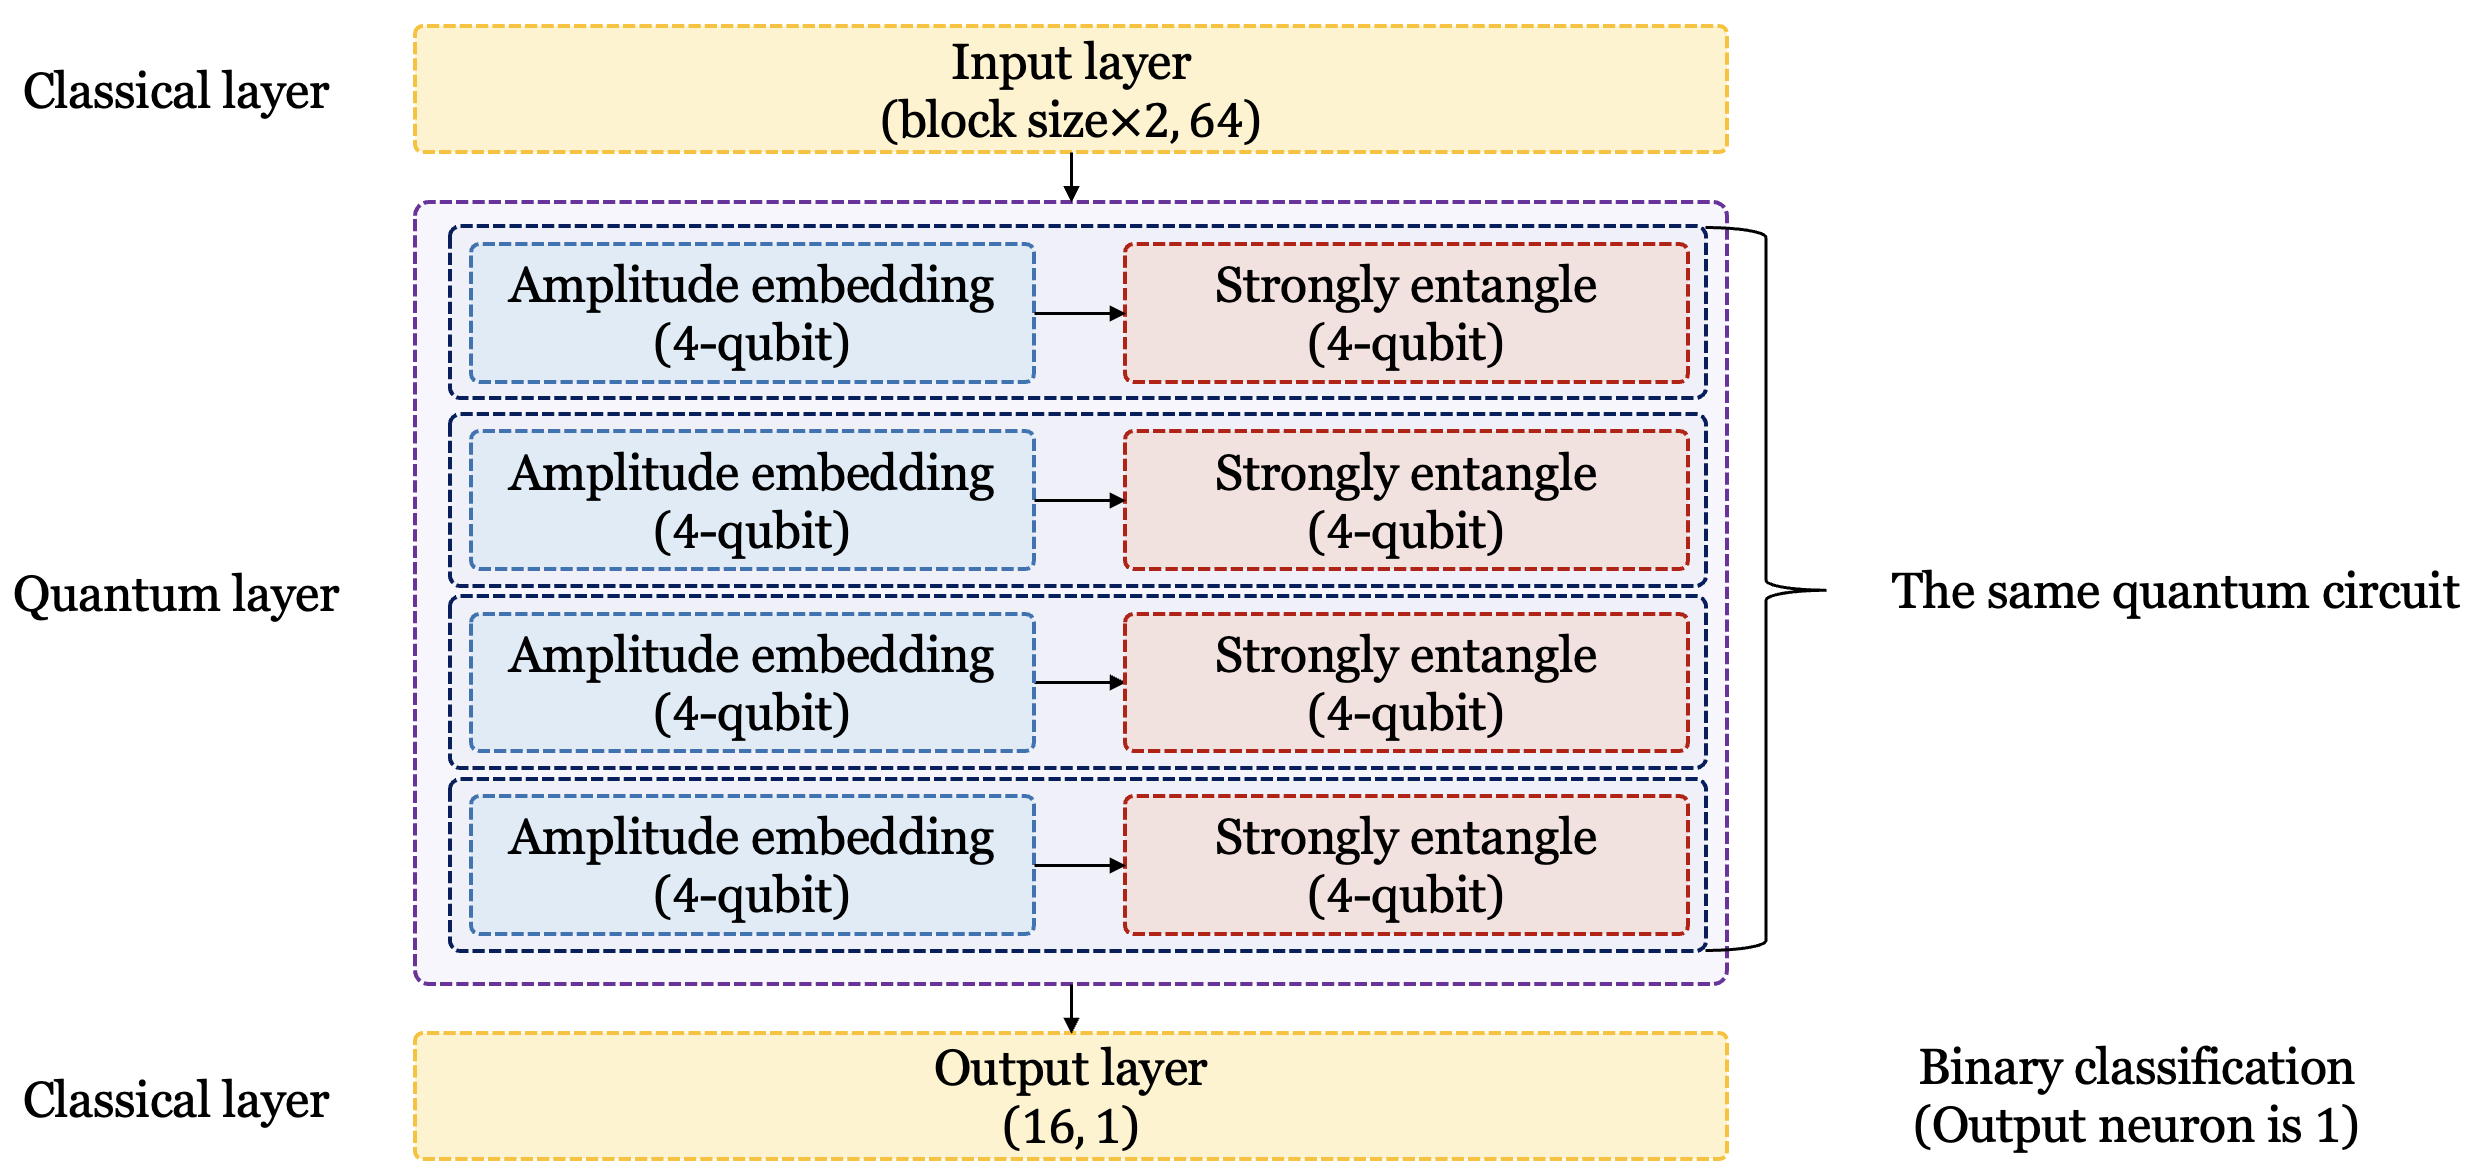 Classical layer
Input layer
(block size×2, 64)
Quantum layer
Amplitude embedding
(4-qubit)
Strongly entangle
(4-qubit)
Amplitude embedding
(4-qubit)
Strongly entangle
(4-qubit)
Amplitude embedding
(4-qubit)
Strongly entangle
(4-qubit)
Amplitude embedding
(4-qubit)
Strongly entangle
(4-qubit)
The same quantum circuit
Classical layer
Output layer
(16, 1)
Binary classification
(Output neuron is 1)